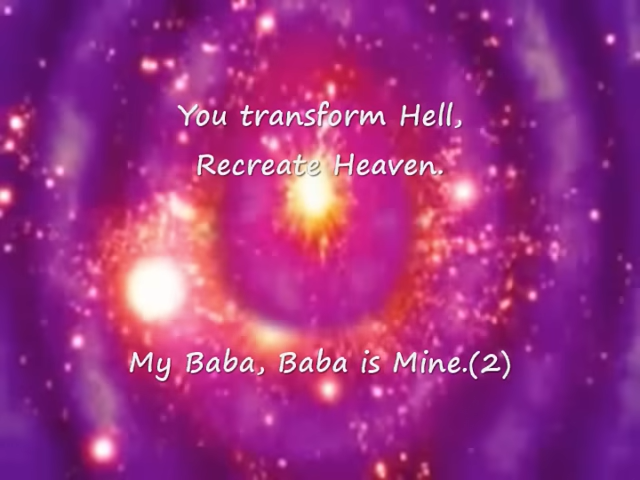 You transform Hell,
Recreate Heaven.
My Baba, Baba is Mine.(2)